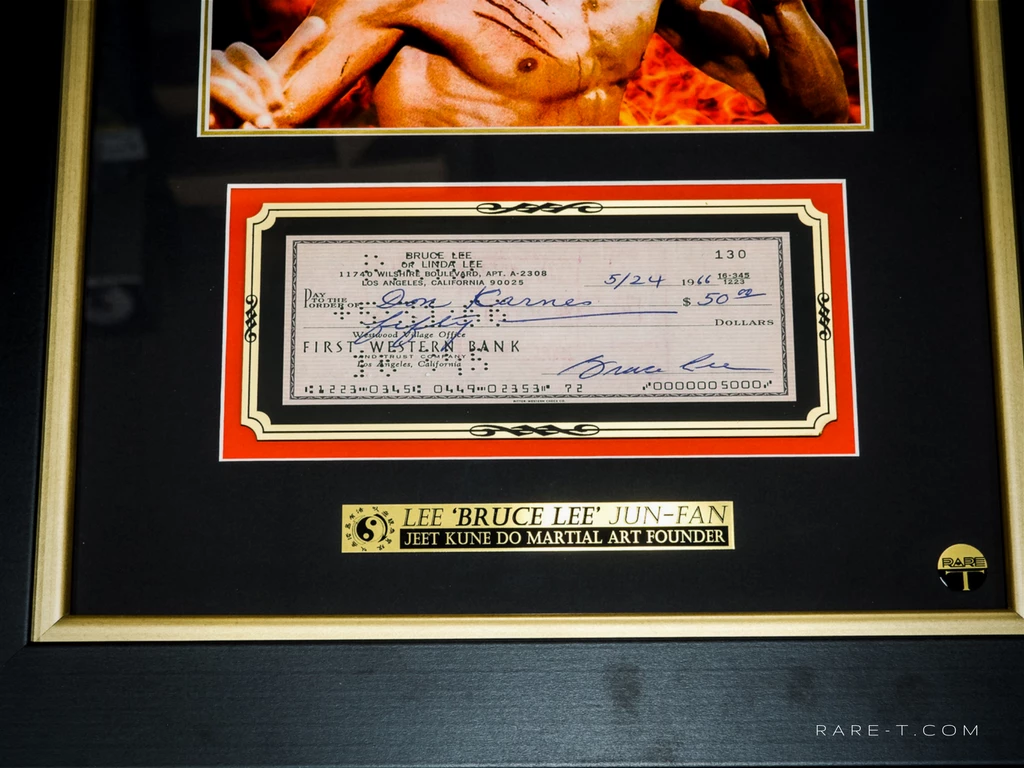 BRUCE LEE
OR LINDA LEE
11740 WILSHIRE BOULEVARD, APT. A-2308
LOS ANGELES, CALIFORNIA 90025
130
5/24 1966
16-345
1223
PAY
TO THE
ORDER OF Don Karnes $ 50 00
fifty DOLLARS
Westwood Village Office
FIRST WESTERN BANK
AND TRUST COMPANY
Los Angeles, California
Bruce Lee
⑆1223⑉0345⑆ 0449⑉02353⑈ 72 ⑈0000005000⑈
LEE 'BRUCE LEE' JUN-FAN
JEET KUNE DO MARTIAL ART FOUNDER
RARE
T
RARE-T.COM